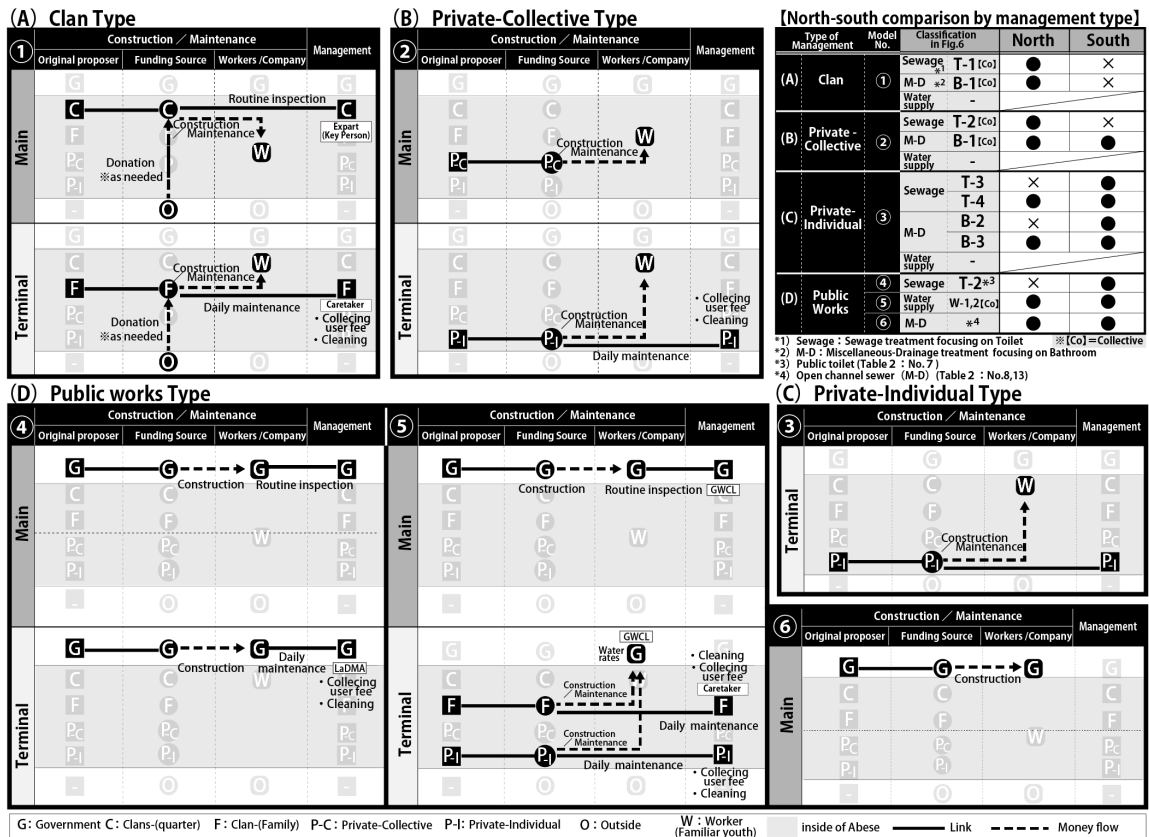 (A) Clan Type
①
Construction ／ Maintenance
Management
Original proposer
Funding Source
Workers /Company
Main
G
G
G
G
C
C
C
Routine inspection
Construction
Maintenance
Expart
(Key Person)
F
F
W
Donation
※as needed
P-C
P-C
P-I
P-I
-
O
O
-
Terminal
G
G
G
G
C
C
W
C
Construction
Maintenance
F
F
F
Daily maintenance
Caretaker
・Collecing
user fee
・Cleaning
Donation
※as needed
P-C
P-C
P-I
P-I
-
O
O
-
(B) Private-Collective Type
②
Construction ／ Maintenance
Management
Original proposer
Funding Source
Workers /Company
Main
G
G
G
G
C
C
C
F
F
W
F
Construction
Maintenance
P-C
P-C
P-C
P-I
P-I
P-I
-
O
O
-
Terminal
G
G
G
G
C
C
W
C
F
F
F
・Collecing
user fee
・Cleaning
Construction
Maintenance
P-C
P-C
P-I
P-I
P-I
Daily maintenance
-
O
O
-
【North-south comparison by management type】
Type of
Management
Model
No.
Classification
in Fig.6
North
South
(A) Clan
①
Sewage *1
T-1 [Co]
●
×
M-D *2
B-1 [Co]
●
×
Water
supply
-
(B) Private -
Collective
②
Sewage
T-2 [Co]
●
×
M-D
B-1 [Co]
●
●
Water
supply
-
(C) Private-
Individual
③
Sewage
T-3
×
●
T-4
●
●
M-D
B-2
×
●
B-3
●
●
Water
supply
-
(D) Public
Works
④
Sewage
T-2*3
×
●
⑤
Water
supply
W-1,2[Co]
●
●
⑥
M-D
*4
●
●
*1) Sewage : Sewage treatment focusing on Toilet
※[Co]＝Collective
*2) M-D : Miscellaneous-Drainage treatment focusing on Bathroom
*3) Public toilet (Table 2 : No.7 )
*4) Open channel sewer (M-D) (Table 2 : No.8,13)
(D) Public works Type
④
Construction ／ Maintenance
Management
Original proposer
Funding Source
Workers /Company
Main
G
G
G
G
Construction
Routine inspection
C
C
C
F
F
F
W
P-C
P-C
P-C
P-I
P-I
P-I
-
O
O
-
Terminal
G
G
G
G
Construction
Daily
maintenance
LaDMA
・Collecing
user fee
・Cleaning
C
C
W
F
F
P-C
P-C
P-C
P-I
P-I
P-I
-
O
O
-
⑤
Construction ／ Maintenance
Management
Original proposer
Funding Source
Workers /Company
Main
G
G
G
G
Construction
Routine inspection
GWCL
C
C
F
F
F
W
P-C
P-C
P-C
P-I
P-I
P-I
-
O
O
-
Terminal
GWCL
Water
rates
G
G
G
C
C
・Cleaning
・Collecing
user fee
Caretaker
Construction
Maintenance
F
F
F
Daily maintenance
Construction
Maintenance
P-C
P-C
P-I
P-I
P-I
Daily maintenance
・Collecing
user fee
・Cleaning
-
O
O
-
(C) Private-Individual Type
③
Construction ／ Maintenance
Management
Original proposer
Funding Source
Workers /Company
Terminal
G
G
G
G
C
C
W
C
F
F
F
P-C
P-C
P-C
Construction
Maintenance
P-I
P-I
P-I
-
O
O
-
⑥
Construction ／ Maintenance
Management
Original proposer
Funding Source
Workers /Company
Main
G
G
G
G
Construction
C
C
C
F
F
F
W
P-C
P-C
P-C
P-I
P-I
P-I
-
O
O
-
G: Government C: Clans-(quarter) F: Clan-(Family) P-C: Private-Collective P-I: Private-Individual O: Outside W: Worker (Familiar youth) inside of Abese Link Money flow